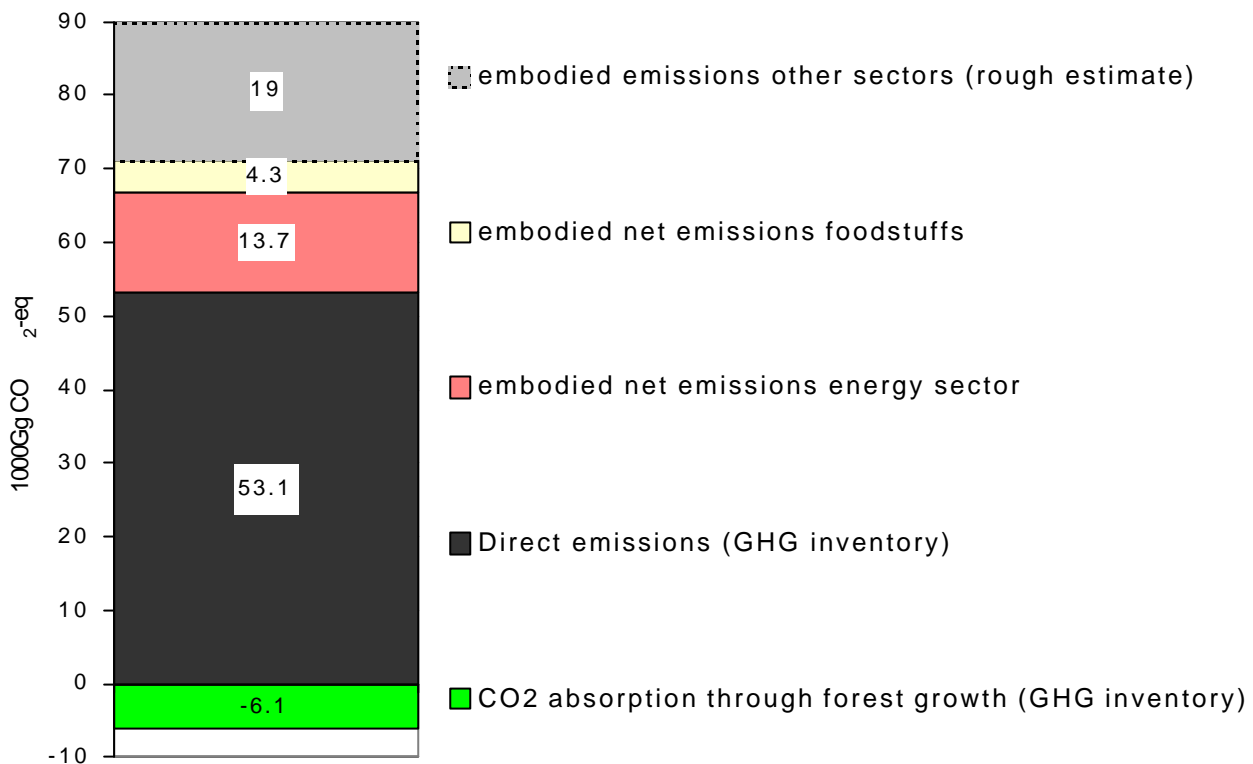 90
80
70
60
50
40
30
20
10
0
-10
1000Gg CO 2-eq
19
4.3
13.7
53.1
-6.1
embodied emissions other sectors (rough estimate)
embodied net emissions foodstuffs
embodied net emissions energy sector
Direct emissions (GHG inventory)
CO2 absorption through forest growth (GHG inventory)